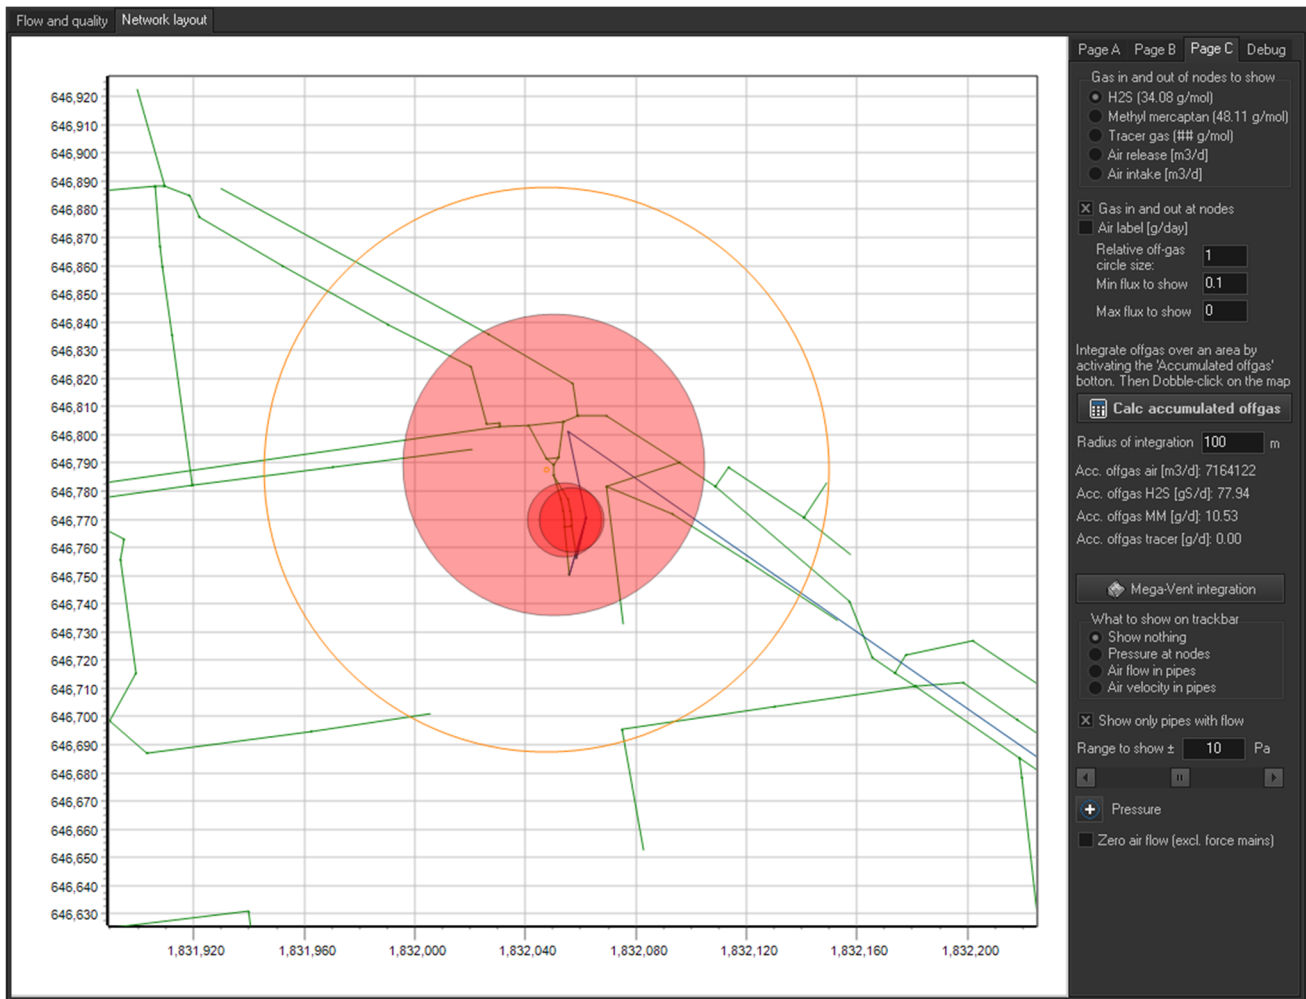 Flow and quality
Network layout
646,920
646,910
646,900
646,890
646,880
646,870
646,860
646,850
646,840
646,830
646,820
646,810
646,800
646,790
646,780
646,770
646,760
646,750
646,740
646,730
646,720
646,710
646,700
646,690
646,680
646,670
646,660
646,650
646,640
646,630
1,831,920
1,831,960
1,832,000
1,832,040
1,832,080
1,832,120
1,832,160
1,832,200
Page A
Page B
Page C
Debug
Gas in and out of nodes to show
H2S (34.08 g/mol)
Methyl mercaptan (48.11 g/mol)
Tracer gas (## g/mol)
Air release [m3/d]
Air intake [m3/d]
Gas in and out at nodes
Air label [g/day]
Relative off-gas
circle size:
1
Min flux to show
0.1
Max flux to show
0
Integrate offgas over an area by
activating the 'Accumulated offgas'
botton. Then Dobble-click on the map
Calc accumulated offgas
Radius of integration 100 m
Acc. offgas air [m3/d]: 7164122
Acc. offgas H2S [gS/d]: 77.94
Acc. offgas MM [g/d]: 10.53
Acc. offgas tracer [g/d]: 0.00
Mega-Vent integration
What to show on trackbar
Show nothing
Pressure at nodes
Air flow in pipes
Air velocity in pipes
Show only pipes with flow
Range to show ± 10 Pa
Pressure
Zero air flow (excl. force mains)